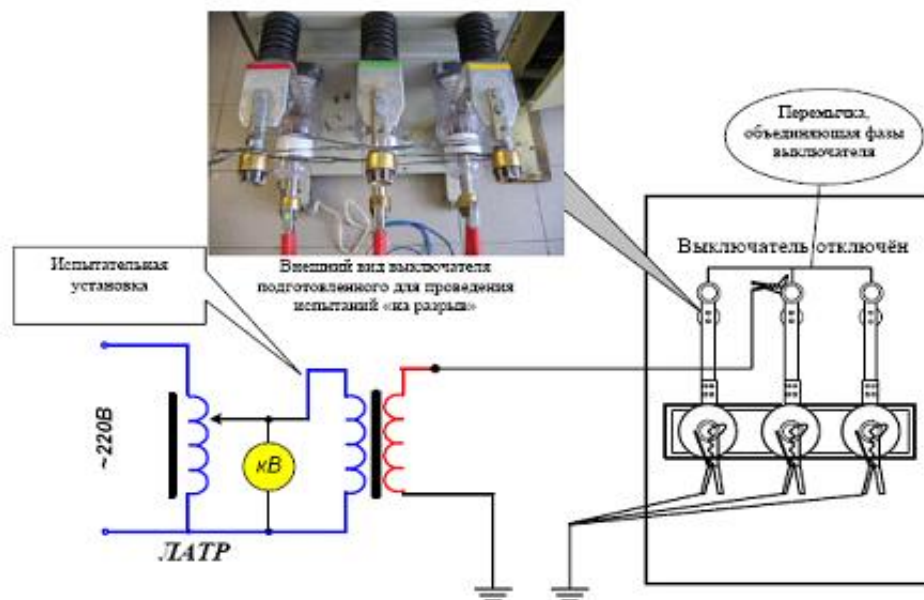 Перемычка,
объединяющая фазы
выключателя
Выключатель отключён
Испытательная
установка
Внешний вид выключателя
подготовленного для проведения
испытаний «на разрыв»
~220В
кВ
ЛАТР